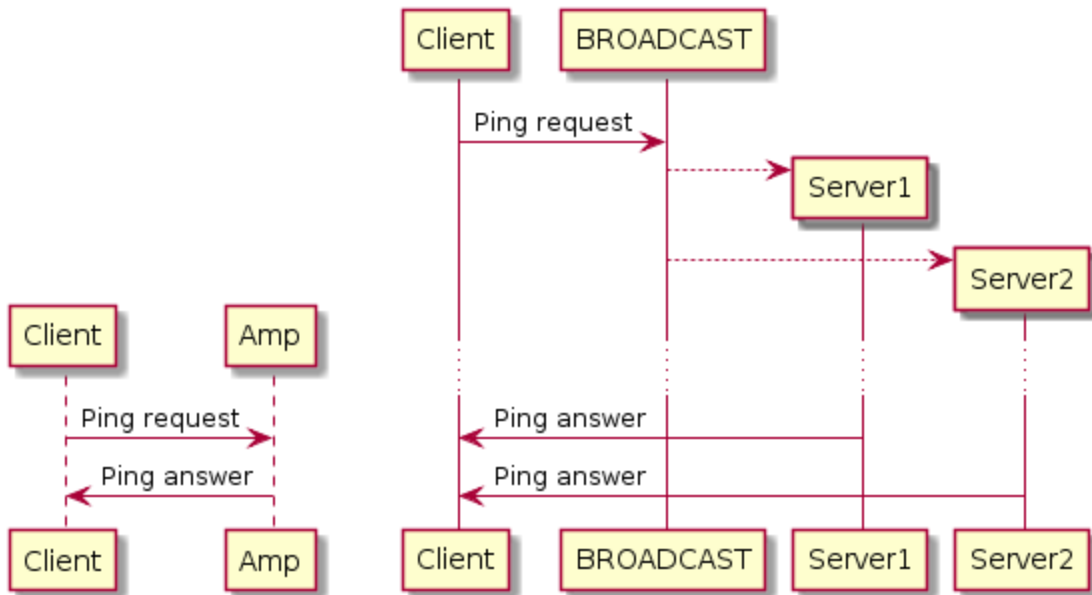 Client
BROADCAST
Ping request
Server1
Server2
Client
Amp
Ping request
Ping answer
Ping answer
Ping answer
Client
Amp
Client
BROADCAST
Server1
Server2